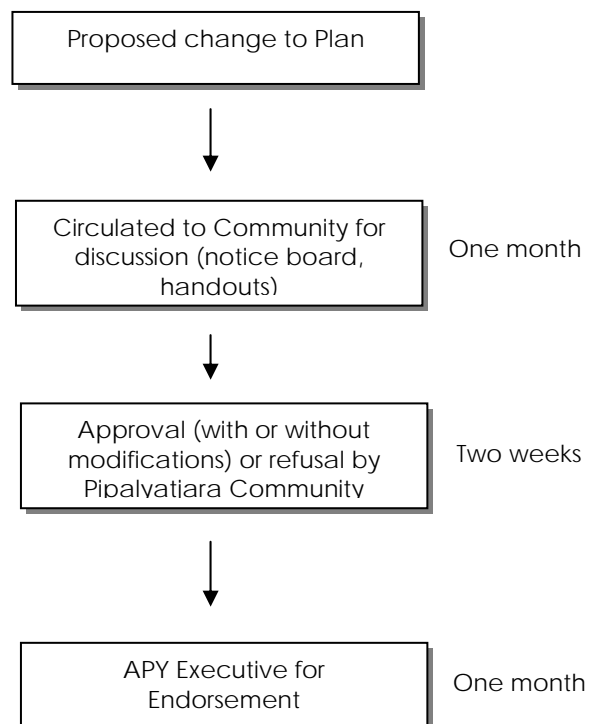 Proposed change to Plan
Circulated to Community for
discussion (notice board,
handouts)
One month
Approval (with or without
modifications) or refusal by
Pipalyatjara Community
Two weeks
APY Executive for
Endorsement
One month